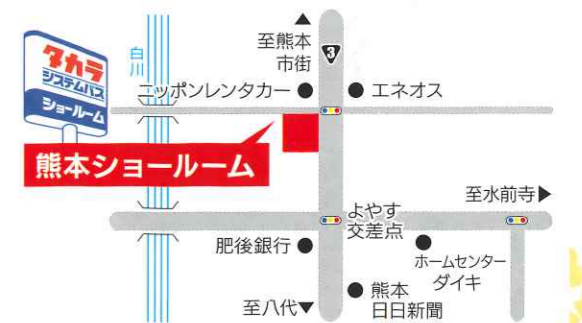 至熊本
市街
3
白川
タカラ
システムバス
ショールーム
ニッポンレンタカー
エネオス
熊本ショールーム
至水前寺▶
よやす
交差点
肥後銀行
ホームセンター
ダイキ
至八代▼
熊本
日日新聞